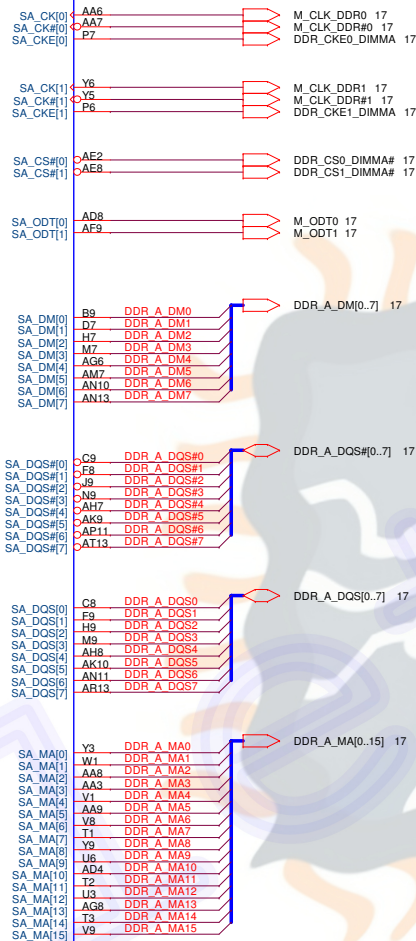 SA_CK[0] AA6 M_CLK_DDR0 17
SA_CK#[0] AA7 M_CLK_DDR#0 17
SA_CKE[0] P7 DDR_CKE0_DIMMA 17
SA_CK[1] Y6 M_CLK_DDR1 17
SA_CK#[1] Y5 M_CLK_DDR#1 17
SA_CKE[1] P6 DDR_CKE1_DIMMA 17
SA_CS#[0] AE2 DDR_CS0_DIMMA# 17
SA_CS#[1] AE8 DDR_CS1_DIMMA# 17
SA_ODT[0] AD8 M_ODT0 17
SA_ODT[1] AF9 M_ODT1 17
DDR_A_DM[0..7] 17
SA_DM[0] B9 DDR_A_DM0
SA_DM[1] D7 DDR_A_DM1
SA_DM[2] H7 DDR_A_DM2
SA_DM[3] M7 DDR_A_DM3
SA_DM[4] AG6 DDR_A_DM4
SA_DM[5] AM7 DDR_A_DM5
SA_DM[6] AN10 DDR_A_DM6
SA_DM[7] AN13 DDR_A_DM7
DDR_A_DQS#[0..7] 17
SA_DQS#[0] C9 DDR_A_DQS#0
SA_DQS#[1] F8 DDR_A_DQS#1
SA_DQS#[2] J9 DDR_A_DQS#2
SA_DQS#[3] N9 DDR_A_DQS#3
SA_DQS#[4] AH7 DDR_A_DQS#4
SA_DQS#[5] AK9 DDR_A_DQS#5
SA_DQS#[6] AP11 DDR_A_DQS#6
SA_DQS#[7] AT13 DDR_A_DQS#7
DDR_A_DQS[0..7] 17
SA_DQS[0] C8 DDR_A_DQS0
SA_DQS[1] F9 DDR_A_DQS1
SA_DQS[2] H9 DDR_A_DQS2
SA_DQS[3] M9 DDR_A_DQS3
SA_DQS[4] AH8 DDR_A_DQS4
SA_DQS[5] AK10 DDR_A_DQS5
SA_DQS[6] AN11 DDR_A_DQS6
SA_DQS[7] AR13 DDR_A_DQS7
DDR_A_MA[0..15] 17
SA_MA[0] Y3 DDR_A_MA0
SA_MA[1] W1 DDR_A_MA1
SA_MA[2] AA8 DDR_A_MA2
SA_MA[3] AA3 DDR_A_MA3
SA_MA[4] V1 DDR_A_MA4
SA_MA[5] AA9 DDR_A_MA5
SA_MA[6] V8 DDR_A_MA6
SA_MA[7] T1 DDR_A_MA7
SA_MA[8] Y9 DDR_A_MA8
SA_MA[9] U6 DDR_A_MA9
SA_MA[10] AD4 DDR_A_MA10
SA_MA[11] T2 DDR_A_MA11
SA_MA[12] U3 DDR_A_MA12
SA_MA[13] AG8 DDR_A_MA13
SA_MA[14] T3 DDR_A_MA14
SA_MA[15] V9 DDR_A_MA15